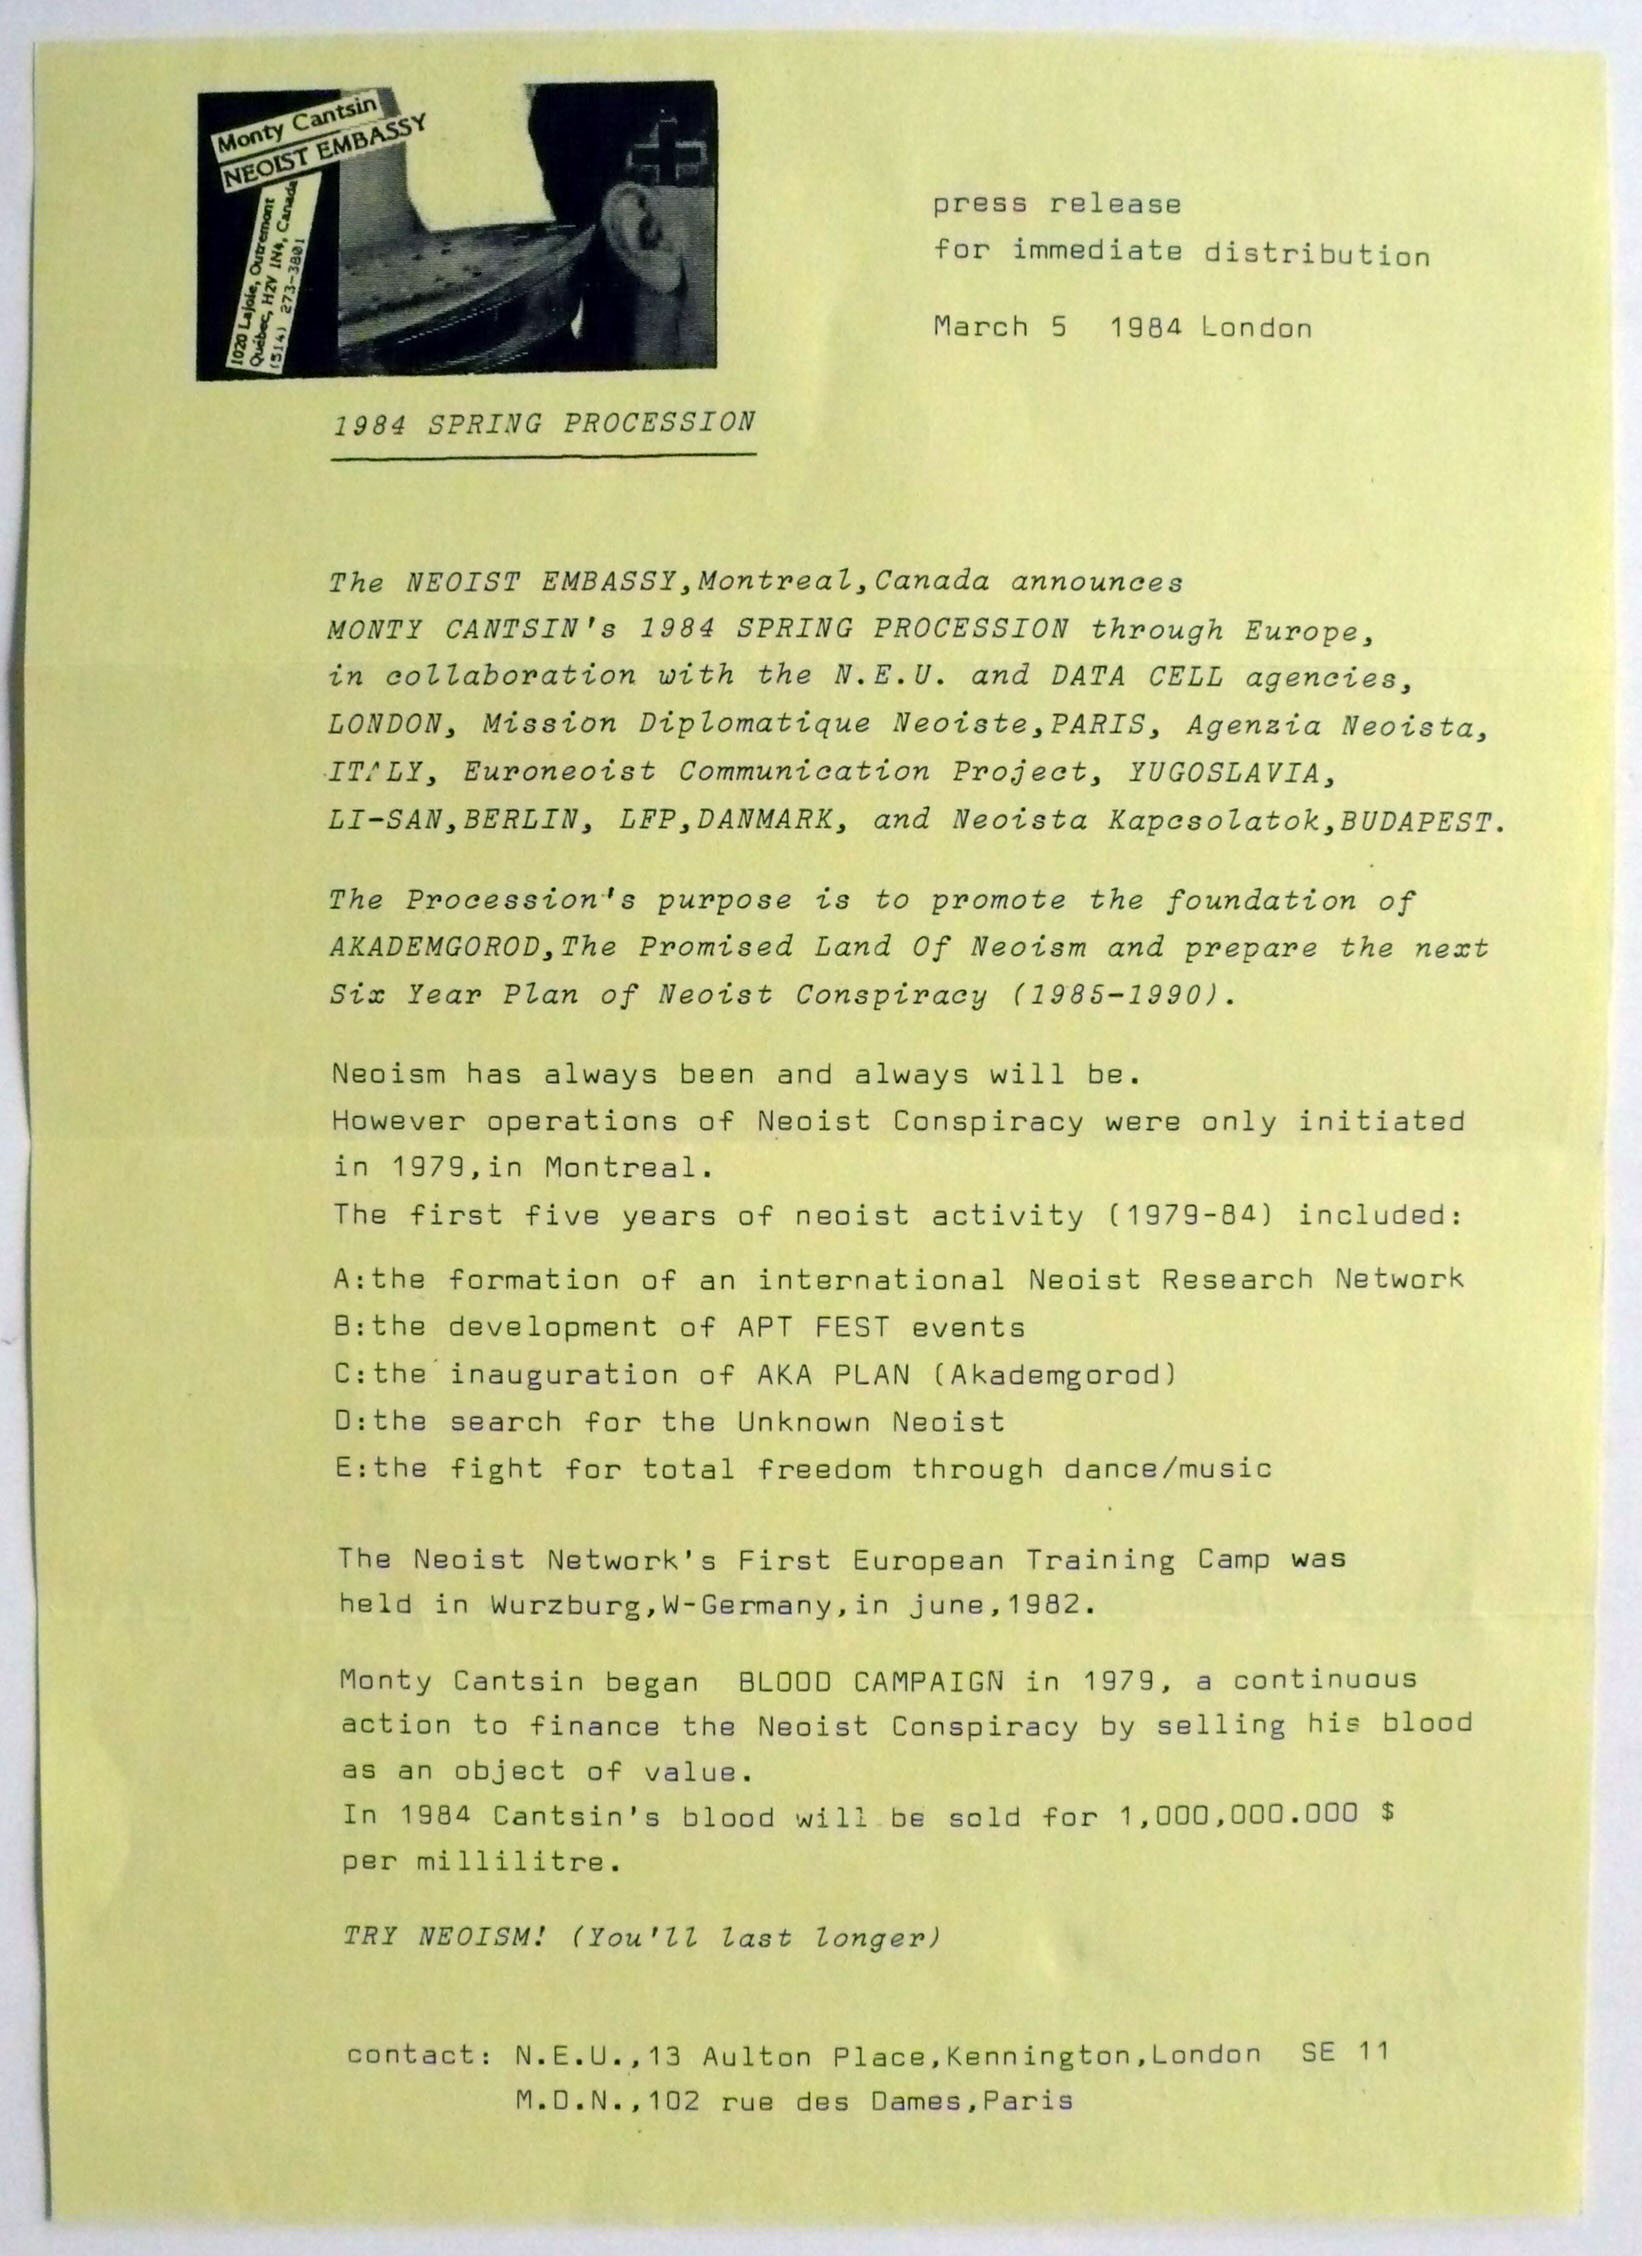 Monty Cantsin
NEOIST EMBASSY
1020 Lajoie, Outremont
Québec, H2V 1N4, Canada
(514) 273-3801
press release
for immediate distribution
March 5 1984 London
1984 SPRING PROCESSION
The NEOIST EMBASSY,Montreal,Canada announces
MONTY CANTSIN's 1984 SPRING PROCESSION through Europe,
in collaboration with the N.E.U. and DATA CELL agencies,
LONDON, Mission Diplomatique Neoiste,PARIS, Agenzia Neoista,
ITALY, Euroneoist Communication Project, YUGOSLAVIA,
LI-SAN,BERLIN, LFP,DANMARK, and Neoista Kapcsolatok,BUDAPEST.
The Procession's purpose is to promote the foundation of
AKADEMGOROD,The Promised Land Of Neoism and prepare the next
Six Year Plan of Neoist Conspiracy (1985-1990).
Neoism has always been and always will be.
However operations of Neoist Conspiracy were only initiated
in 1979,in Montreal.
The first five years of neoist activity (1979-84) included:
A:the formation of an international Neoist Research Network
B:the development of APT FEST events
C:the inauguration of AKA PLAN (Akademgorod)
D:the search for the Unknown Neoist
E:the fight for total freedom through dance/music
The Neoist Network's First European Training Camp was
held in Wurzburg,W-Germany,in june,1982.
Monty Cantsin began BLOOD CAMPAIGN in 1979, a continuous
action to finance the Neoist Conspiracy by selling his blood
as an object of value.
In 1984 Cantsin's blood will be sold for 1,000,000.000 $
per millilitre.
TRY NEOISM! (You'll last longer)
contact: N.E.U.,13 Aulton Place,Kennington,London SE 11
M.D.N.,102 rue des Dames,Paris